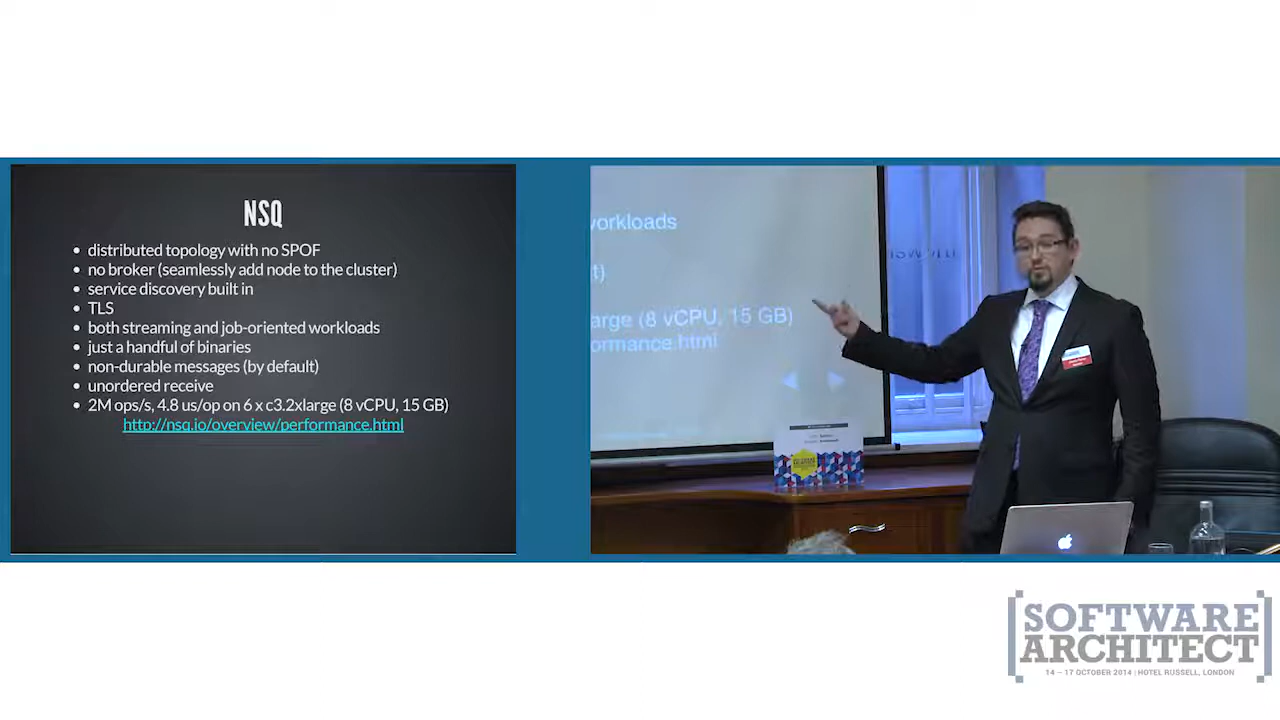 NSQ
distributed topology with no SPOF
no broker (seamlessly add node to the cluster)
service discovery built in
TLS
both streaming and job-oriented workloads
just a handful of binaries
non-durable messages (by default)
unordered receive
2M ops/s, 4.8 us/op on 6 x c3.2xlarge (8 vCPU, 15 GB)
http://nsq.io/overview/performance.html
workloads
t)
arge (8 vCPU, 15 GB)
ormance.html
[SOFTWARE
ARCHITECT]
14 – 17 OCTOBER 2014 | HOTEL RUSSELL, LONDON